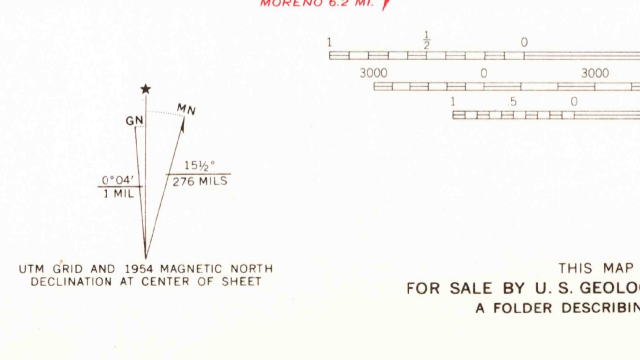 MORENO 6.2 MI.
1 ½ 0
3000 0 3000
1 .5 0
★
GN MN
0°04'
1 MIL
15½°
276 MILS
UTM GRID AND 1954 MAGNETIC NORTH
DECLINATION AT CENTER OF SHEET
THIS MAP
FOR SALE BY U. S. GEOLO
A FOLDER DESCRIBIN